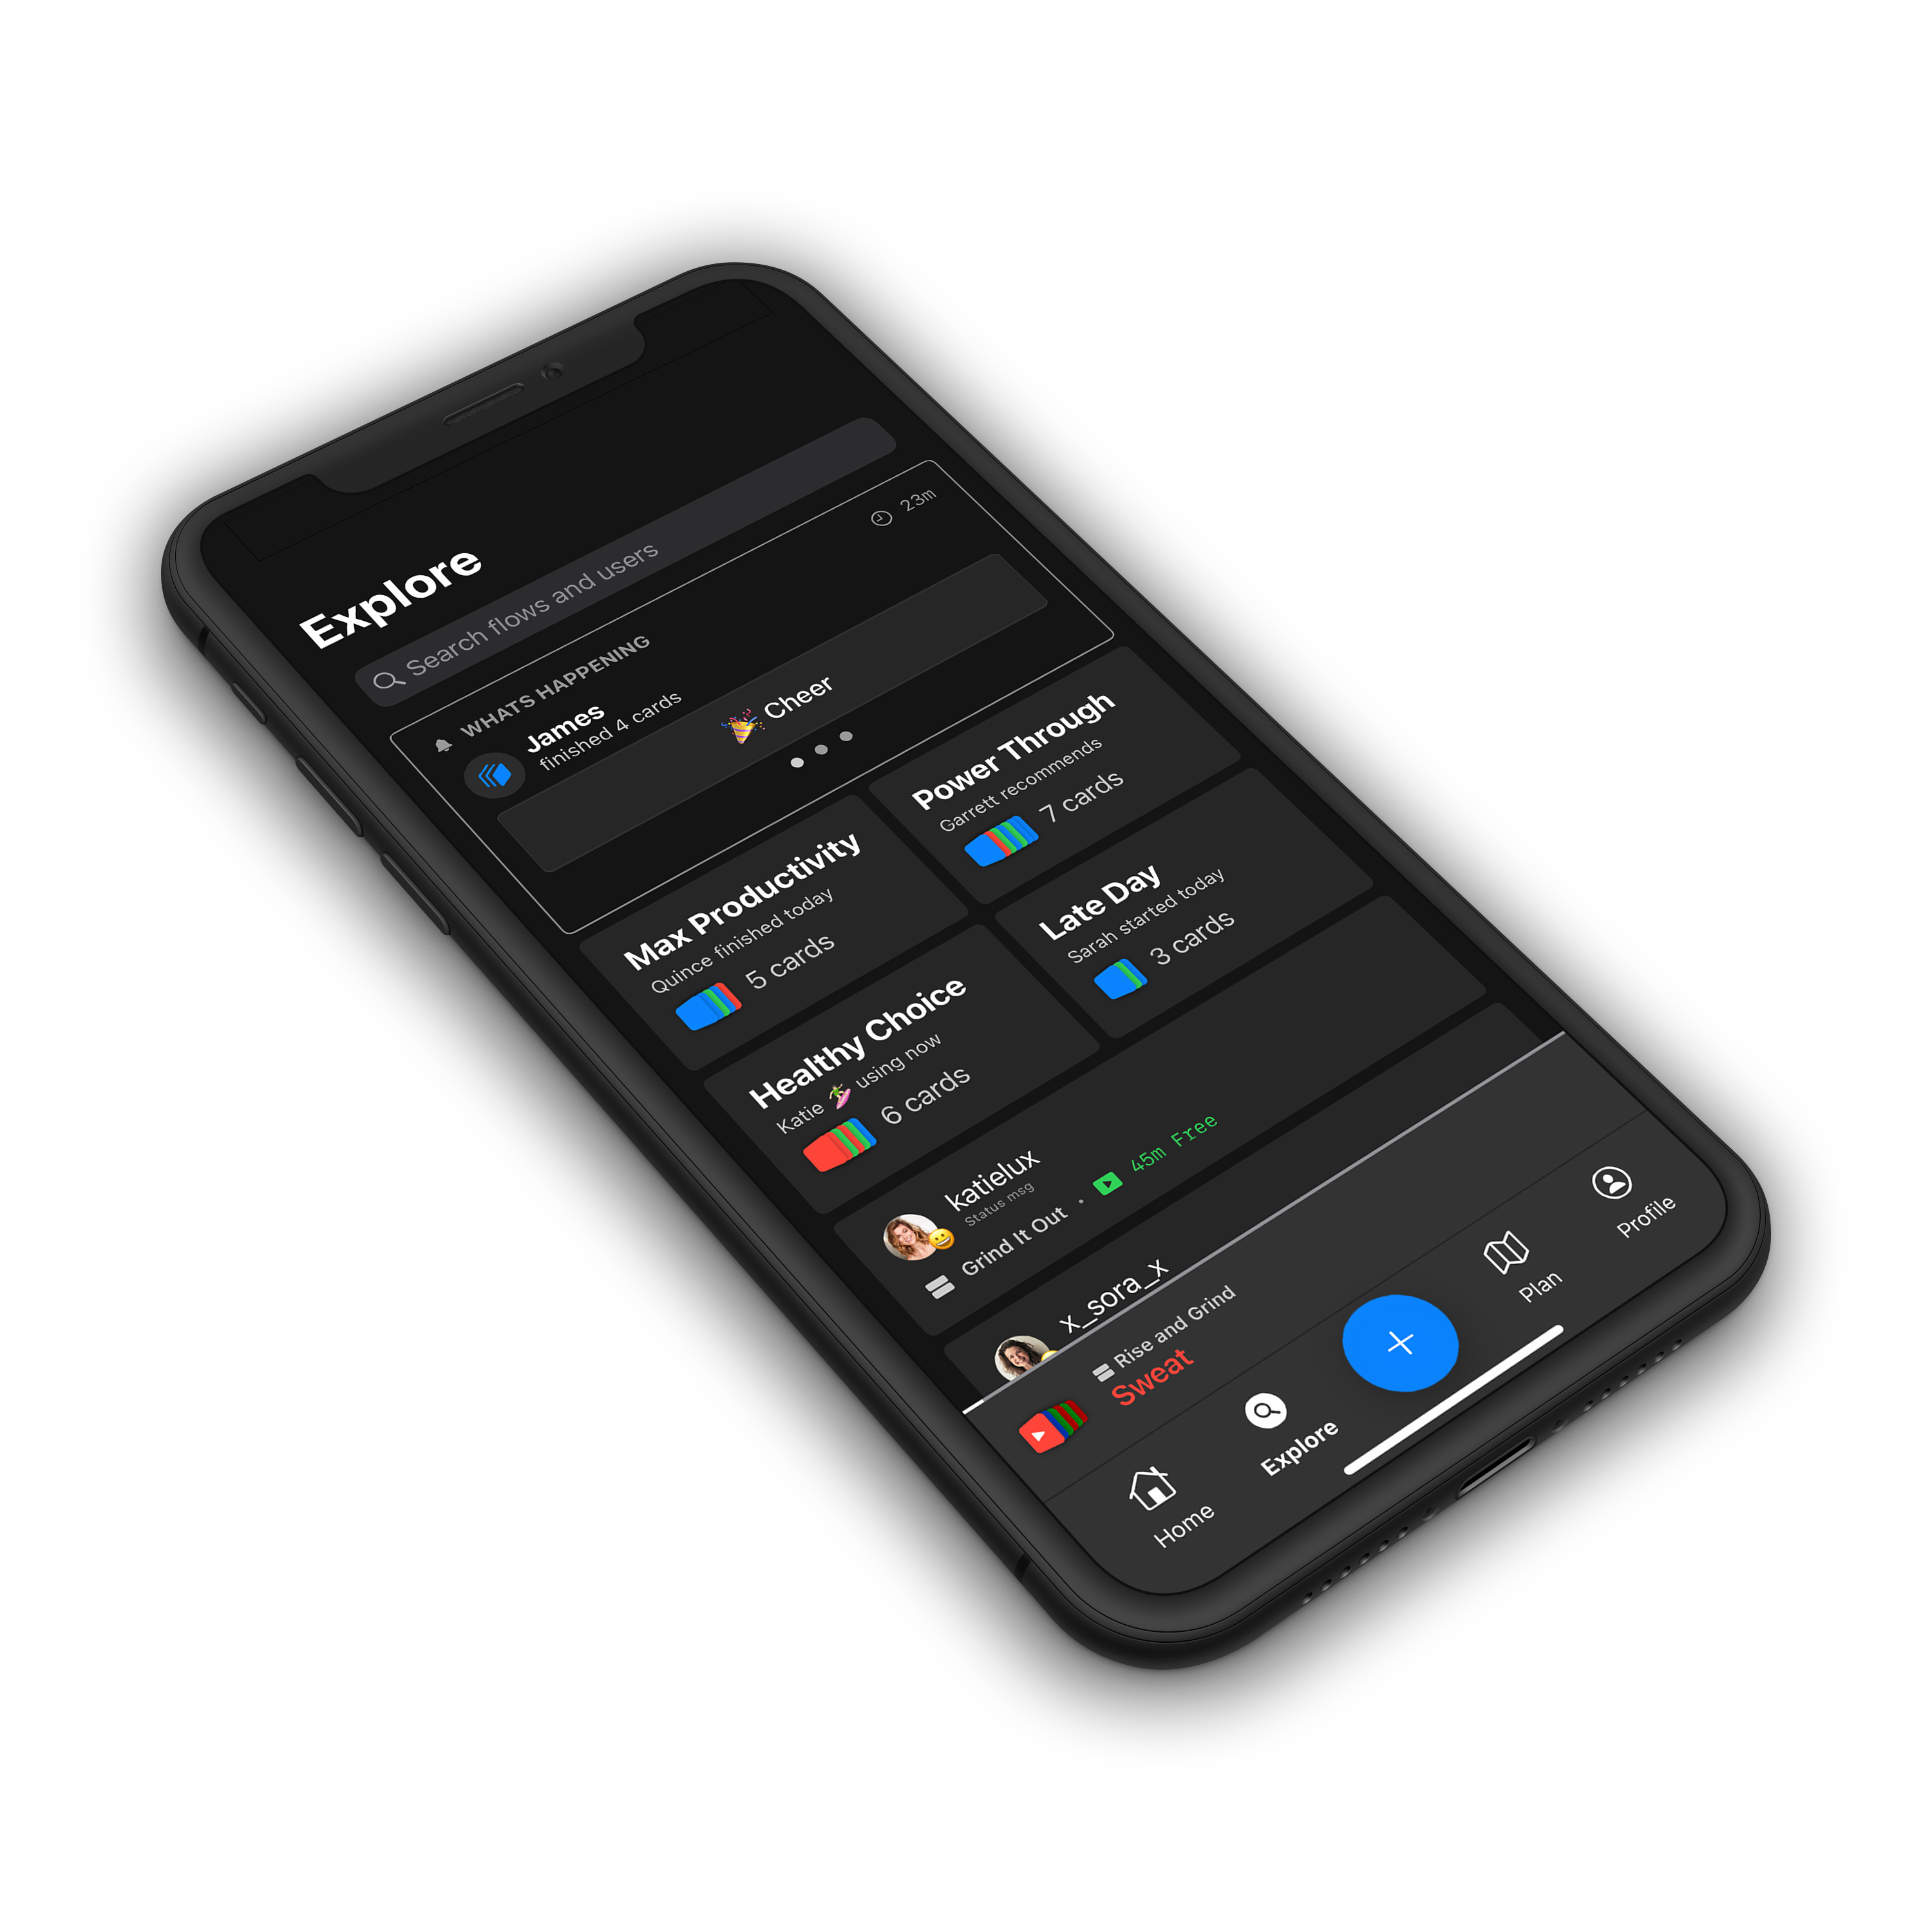 Explore
Search flows and users
WHATS HAPPENING
23m
James
finished 4 cards
🎉 Cheer
Max Productivity
Quince finished today
5 cards
Power Through
Garrett recommends
7 cards
Healthy Choice
Katie 🏄‍♀️ using now
6 cards
Late Day
Sarah started today
3 cards
katielux
Status msg
Grind It Out • 45m Free
x_sora_x
Rise and Grind
Sweat
Home
Explore
Plan
Profile